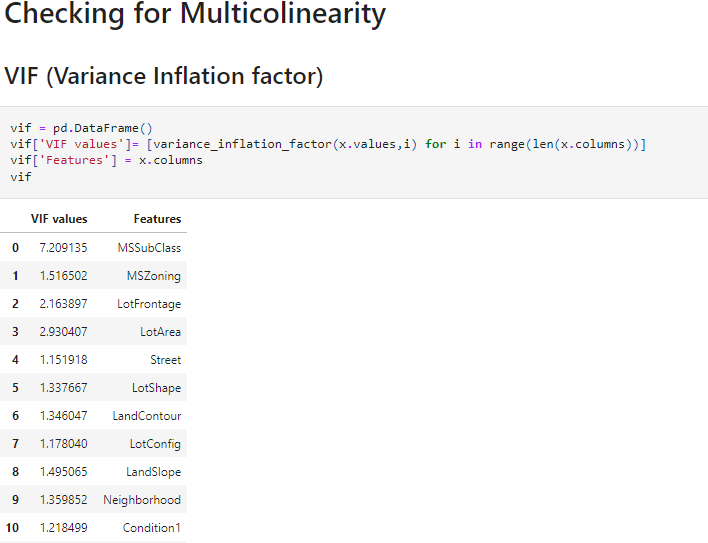 Checking for Multicolinearity
VIF (Variance Inflation factor)
vif = pd.DataFrame()
vif['VIF values']= [variance_inflation_factor(x.values,i) for i in range(len(x.columns))]
vif['Features'] = x.columns
vif
VIF values Features
0 7.209135 MSSubClass
1 1.516502 MSZoning
2 2.163897 LotFrontage
3 2.930407 LotArea
4 1.151918 Street
5 1.337667 LotShape
6 1.346047 LandContour
7 1.178040 LotConfig
8 1.495065 LandSlope
9 1.359852 Neighborhood
10 1.218499 Condition1